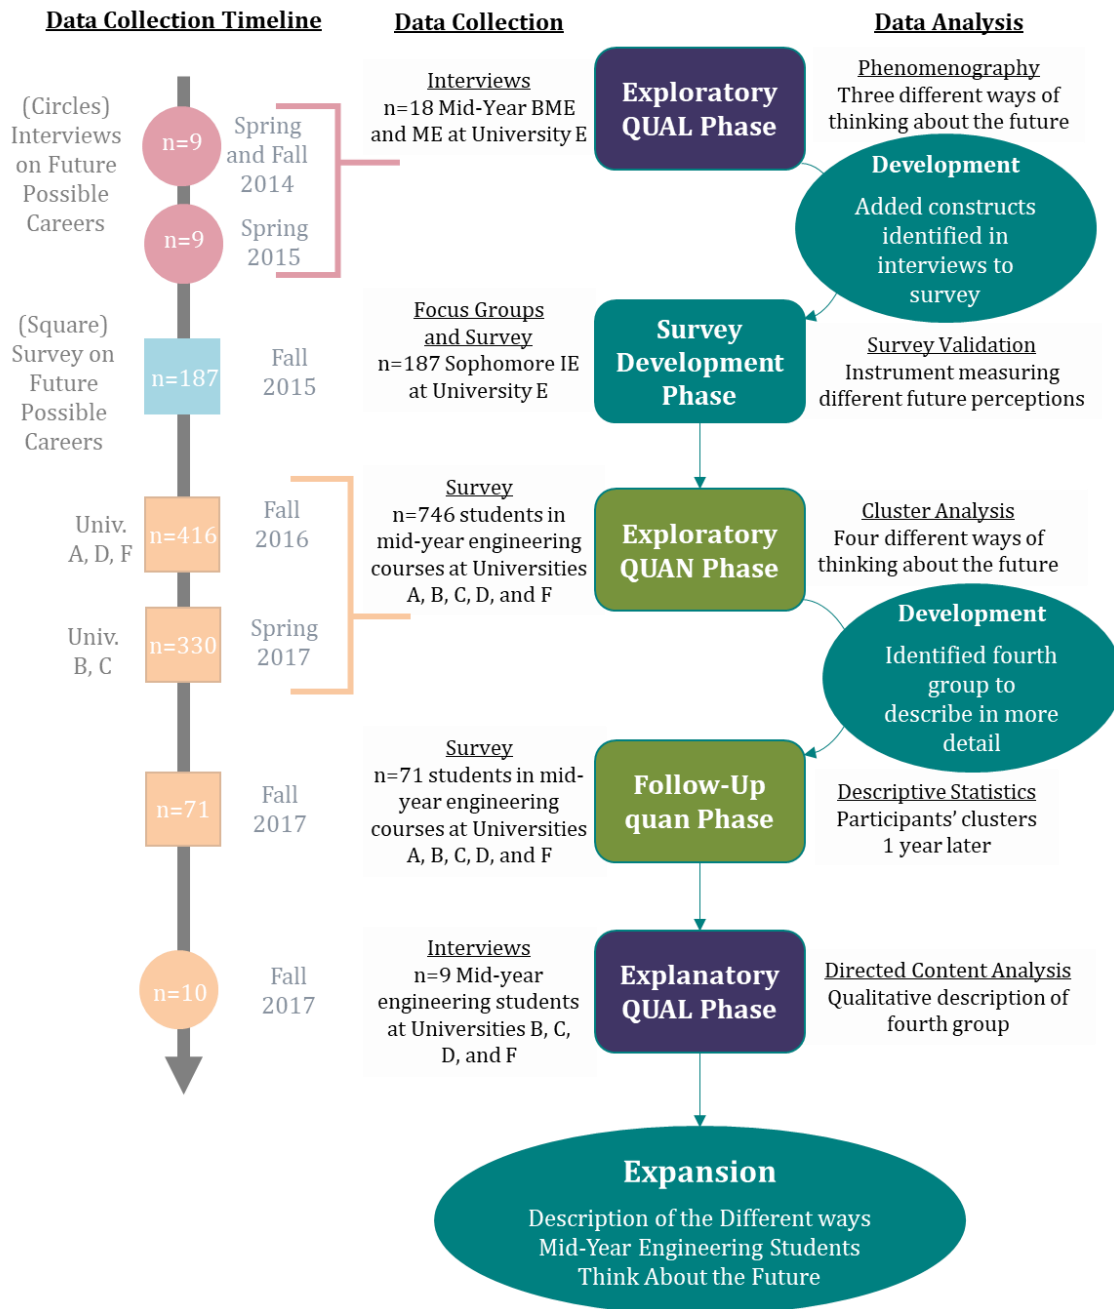 Data Collection Timeline
Data Collection
Data Analysis
(Circles)
Interviews
on Future
Possible
Careers
n=9
Spring
and Fall
2014
n=9
Spring
2015
Interviews
n=18 Mid-Year BME
and ME at University E
Exploratory
QUAL Phase
Phenomenography
Three different ways of
thinking about the future
Development
Added constructs
identified in
interviews to
survey
(Square)
Survey on
Future
Possible
Careers
n=187
Fall
2015
Focus Groups
and Survey
n=187 Sophomore IE
at University E
Survey
Development
Phase
Survey Validation
Instrument measuring
different future perceptions
Univ.
A, D, F
n=416
Fall
2016
Univ.
B, C
n=330
Spring
2017
Survey
n=746 students in
mid-year engineering
courses at Universities
A, B, C, D, and F
Exploratory
QUAN Phase
Cluster Analysis
Four different ways of
thinking about the future
Development
Identified fourth
group to
describe in more
detail
n=71
Fall
2017
Survey
n=71 students in mid-
year engineering
courses at Universities
A, B, C, D, and F
Follow-Up
quan Phase
Descriptive Statistics
Participants’ clusters
1 year later
n=10
Fall
2017
Interviews
n=9 Mid-year
engineering students
at Universities B, C,
D, and F
Explanatory
QUAL Phase
Directed Content Analysis
Qualitative description of
fourth group
Expansion
Description of the Different ways
Mid-Year Engineering Students
Think About the Future